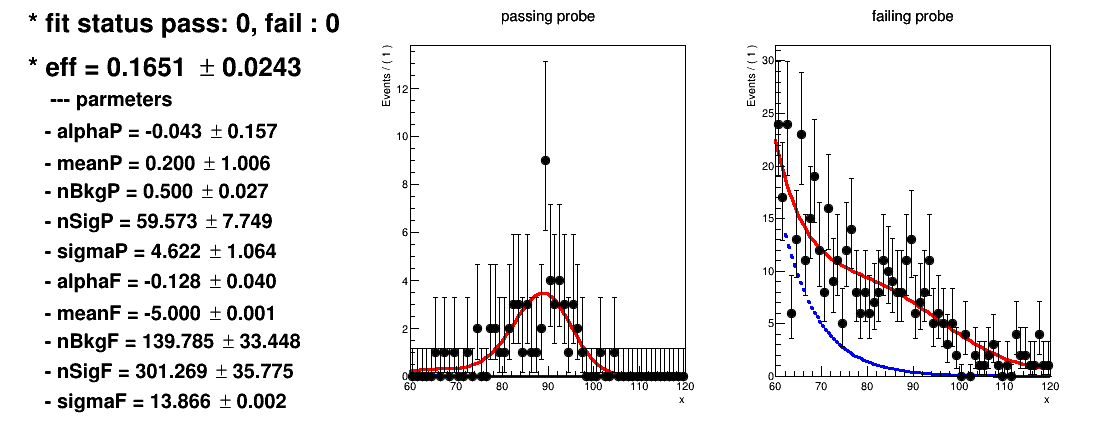 * fit status pass: 0, fail : 0
* eff = 0.1651 ± 0.0243
--- parmeters
- alphaP = -0.043 ± 0.157
- meanP = 0.200 ± 1.006
- nBkgP = 0.500 ± 0.027
- nSigP = 59.573 ± 7.749
- sigmaP = 4.622 ± 1.064
- alphaF = -0.128 ± 0.040
- meanF = -5.000 ± 0.001
- nBkgF = 139.785 ± 33.448
- nSigF = 301.269 ± 35.775
- sigmaF = 13.866 ± 0.002
passing probe
Events / ( 1 )
12
10
8
6
4
2
0
60 70 80 90 100 110 120
x
failing probe
Events / ( 1 )
30
25
20
15
10
5
0
60 70 80 90 100 110 120
x